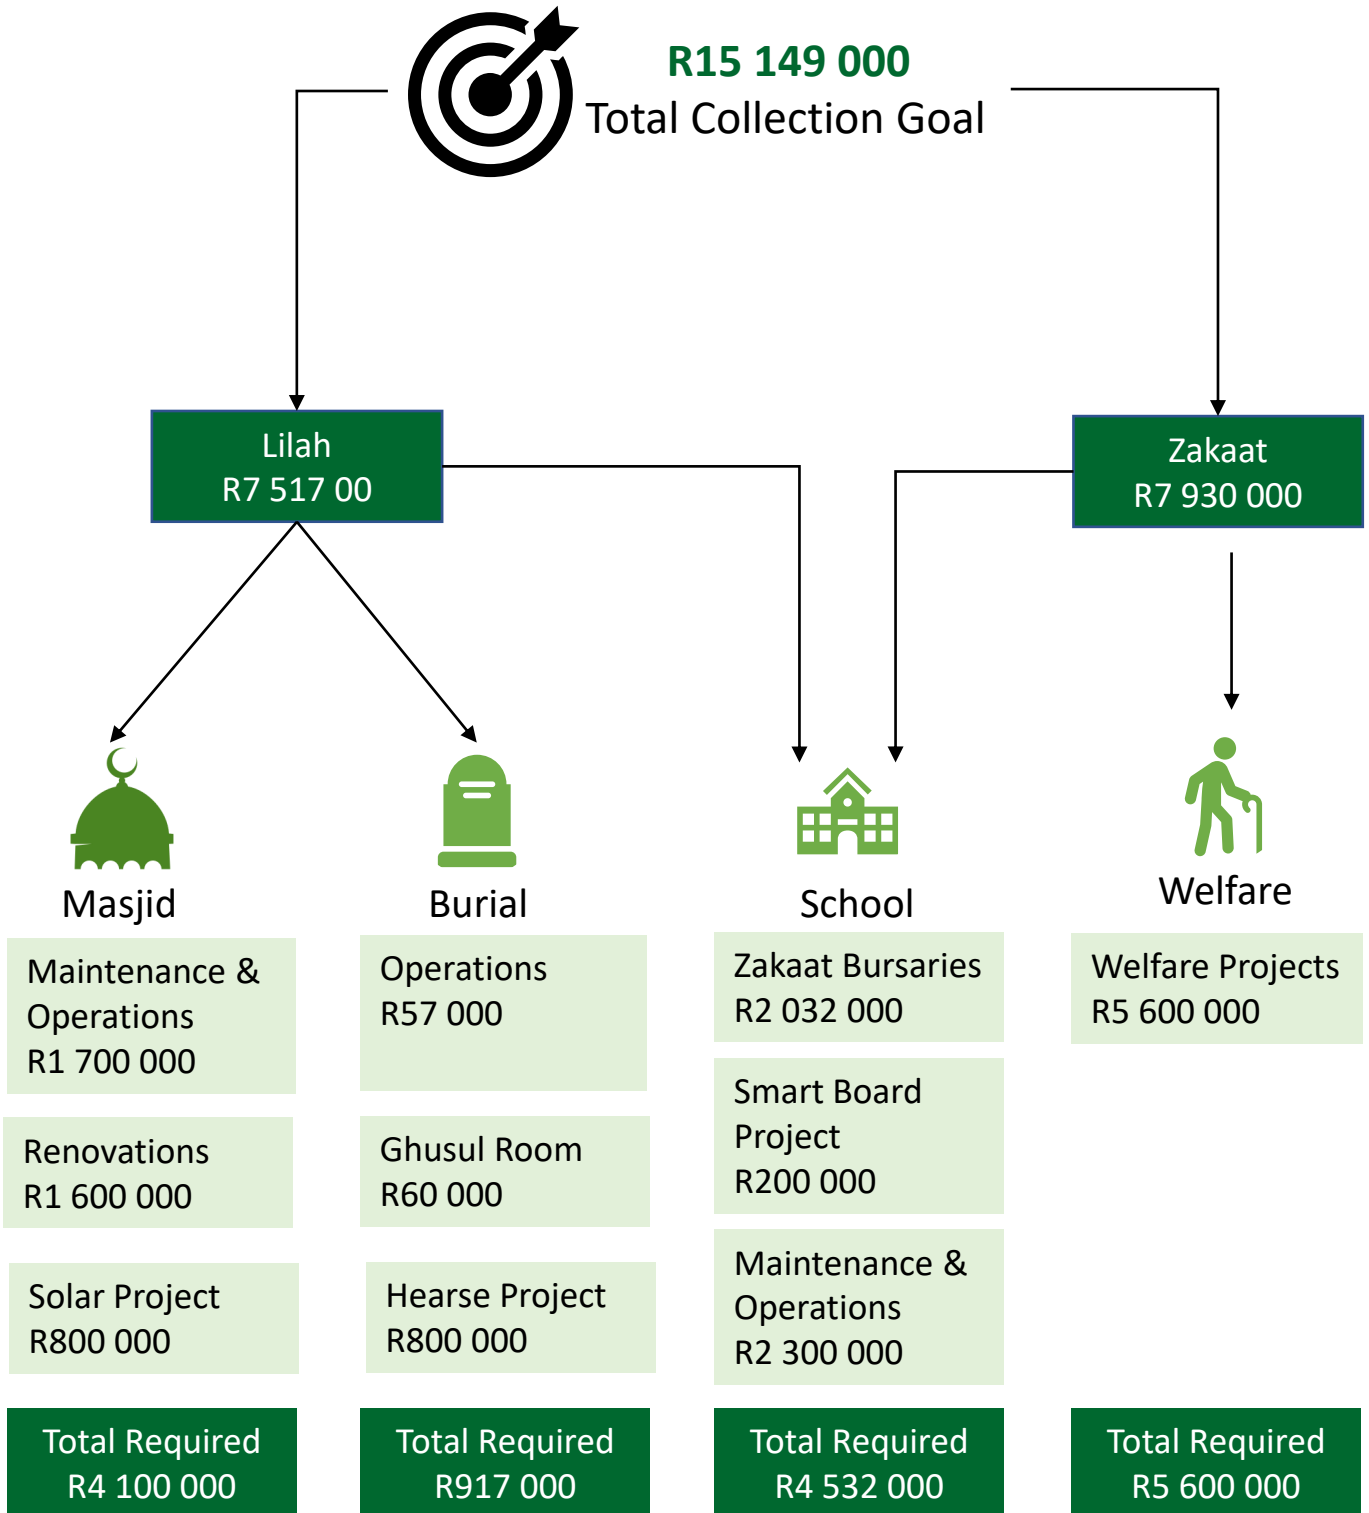 R15 149 000
Total Collection Goal
Lilah
R7 517 00
Zakaat
R7 930 000
Masjid
Maintenance &
Operations
R1 700 000
Renovations
R1 600 000
Solar Project
R800 000
Total Required
R4 100 000
Burial
Operations
R57 000
Ghusul Room
R60 000
Hearse Project
R800 000
Total Required
R917 000
School
Zakaat Bursaries
R2 032 000
Smart Board
Project
R200 000
Maintenance &
Operations
R2 300 000
Total Required
R4 532 000
Welfare
Welfare Projects
R5 600 000
Total Required
R5 600 000